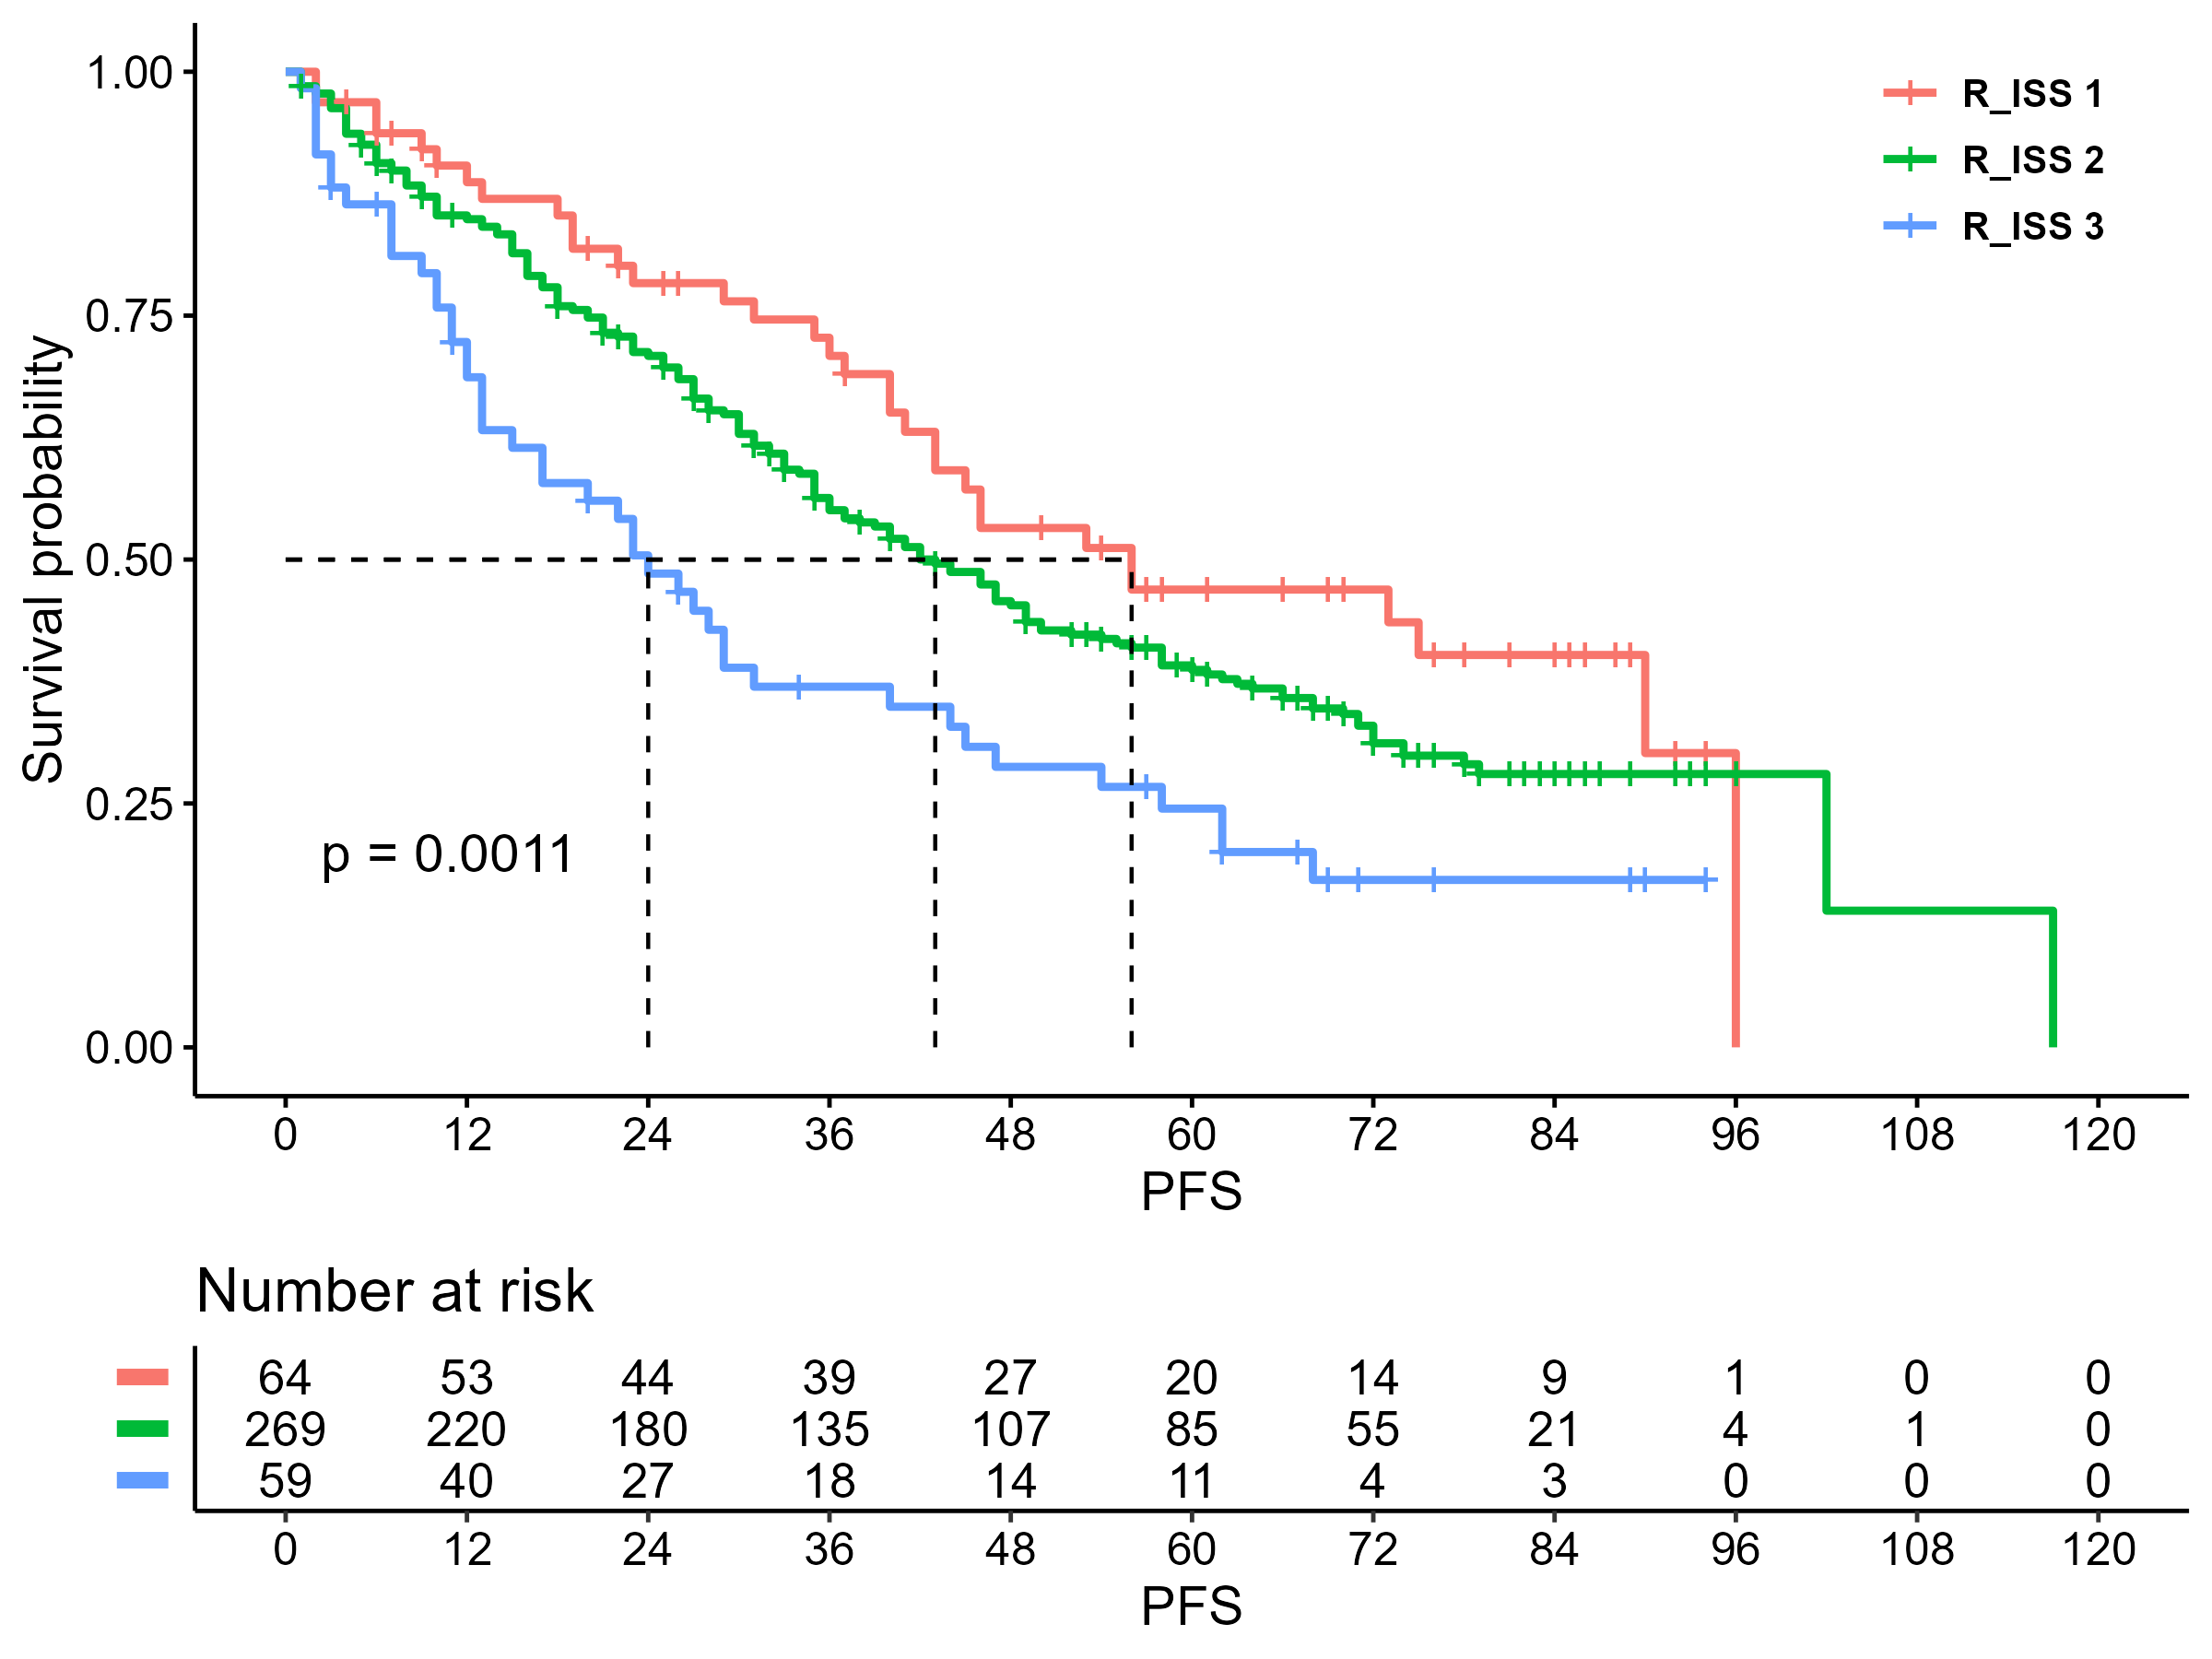 1.00
0.75
0.50
0.25
0.00
Survival probability
R_ISS 1
R_ISS 2
R_ISS 3
p = 0.0011
0 12 24 36 48 60 72 84 96 108 120
PFS
Number at risk
64 53 44 39 27 20 14 9 1 0 0
269 220 180 135 107 85 55 21 4 1 0
59 40 27 18 14 11 4 3 0 0 0
0 12 24 36 48 60 72 84 96 108 120
PFS